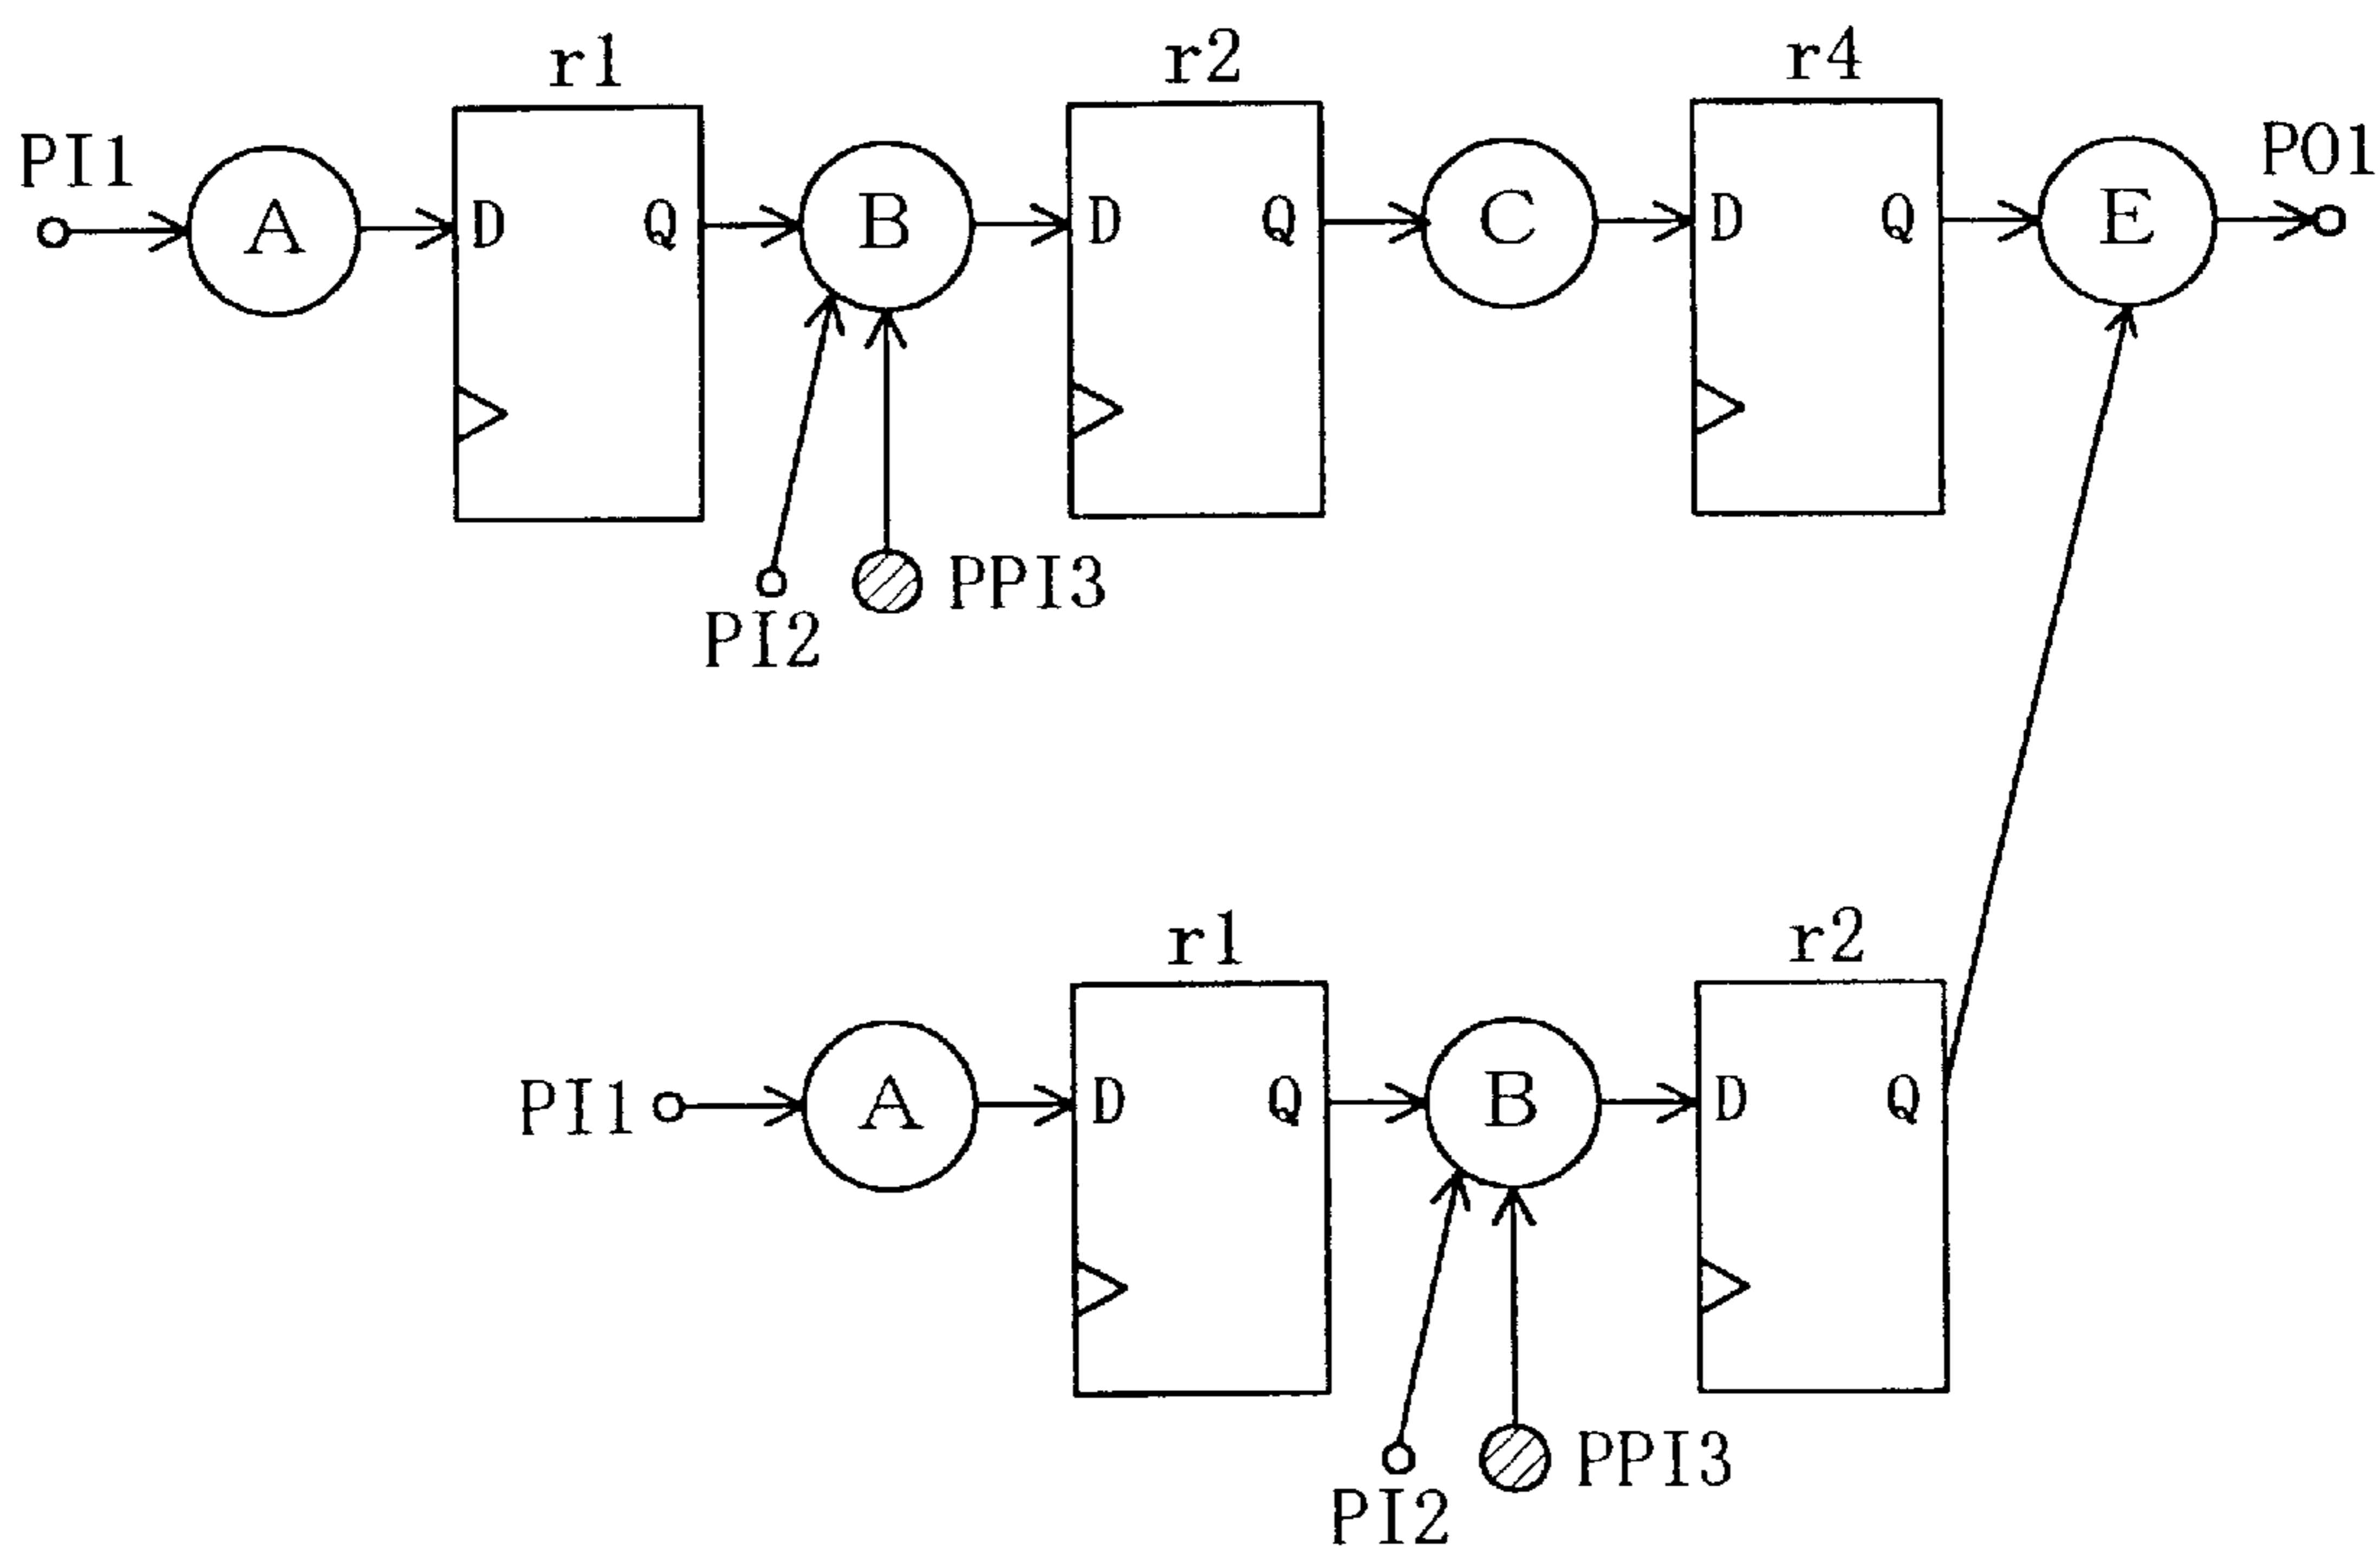 r1 r2 r4
PI1 PO1
A D Q B D Q C D Q E
PPI3
PI2
r1 r2
PI1 A D Q B D Q
PPI3
PI2